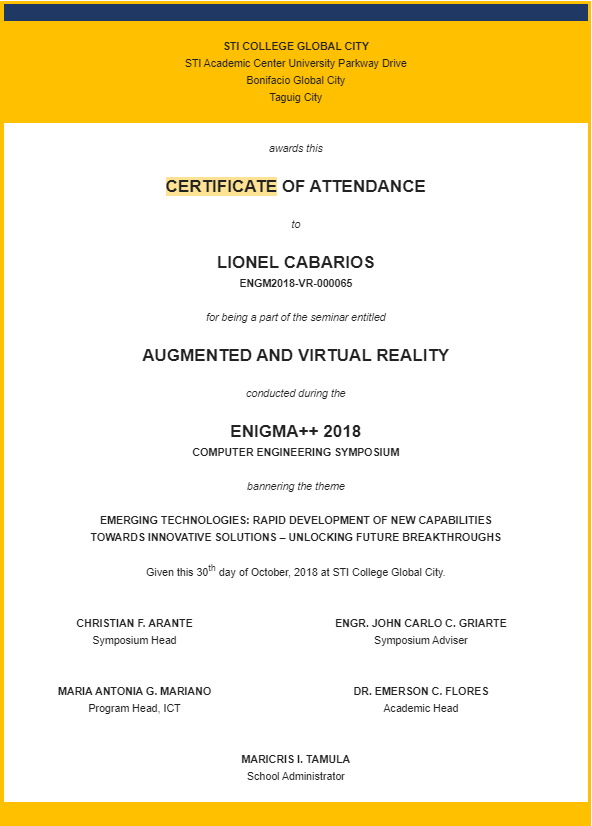 STI COLLEGE GLOBAL CITY
STI Academic Center University Parkway Drive
Bonifacio Global City
Taguig City
awards this
CERTIFICATE OF ATTENDANCE
to
LIONEL CABARIOS
ENGM2018-VR-000065
for being a part of the seminar entitled
AUGMENTED AND VIRTUAL REALITY
conducted during the
ENIGMA++ 2018
COMPUTER ENGINEERING SYMPOSIUM
bannering the theme
EMERGING TECHNOLOGIES: RAPID DEVELOPMENT OF NEW CAPABILITIES
TOWARDS INNOVATIVE SOLUTIONS – UNLOCKING FUTURE BREAKTHROUGHS
Given this 30th day of October, 2018 at STI College Global City.
CHRISTIAN F. ARANTE
Symposium Head
ENGR. JOHN CARLO C. GRIARTE
Symposium Adviser
MARIA ANTONIA G. MARIANO
Program Head, ICT
DR. EMERSON C. FLORES
Academic Head
MARICRIS I. TAMULA
School Administrator